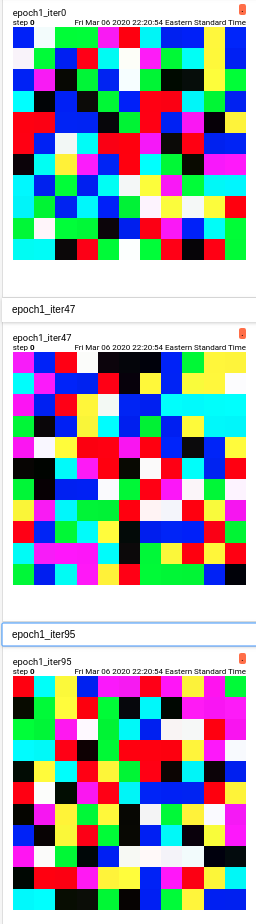 epoch1_iter0
step 0 Fri Mar 06 2020 22:20:54 Eastern Standard Time
epoch1_iter47
epoch1_iter47
step 0 Fri Mar 06 2020 22:20:54 Eastern Standard Time
epoch1_iter95
epoch1_iter95
step 0 Fri Mar 06 2020 22:20:54 Eastern Standard Time